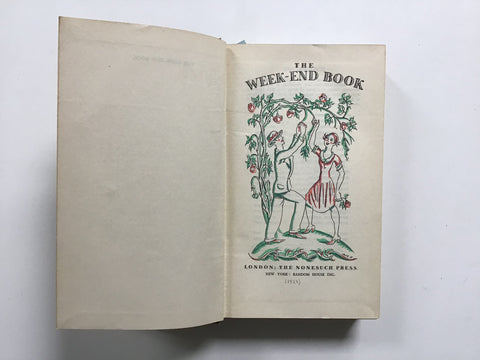 THE
WEEK-END BOOK
LONDON: THE NONESUCH PRESS
NEW YORK: RANDOM HOUSE INC.